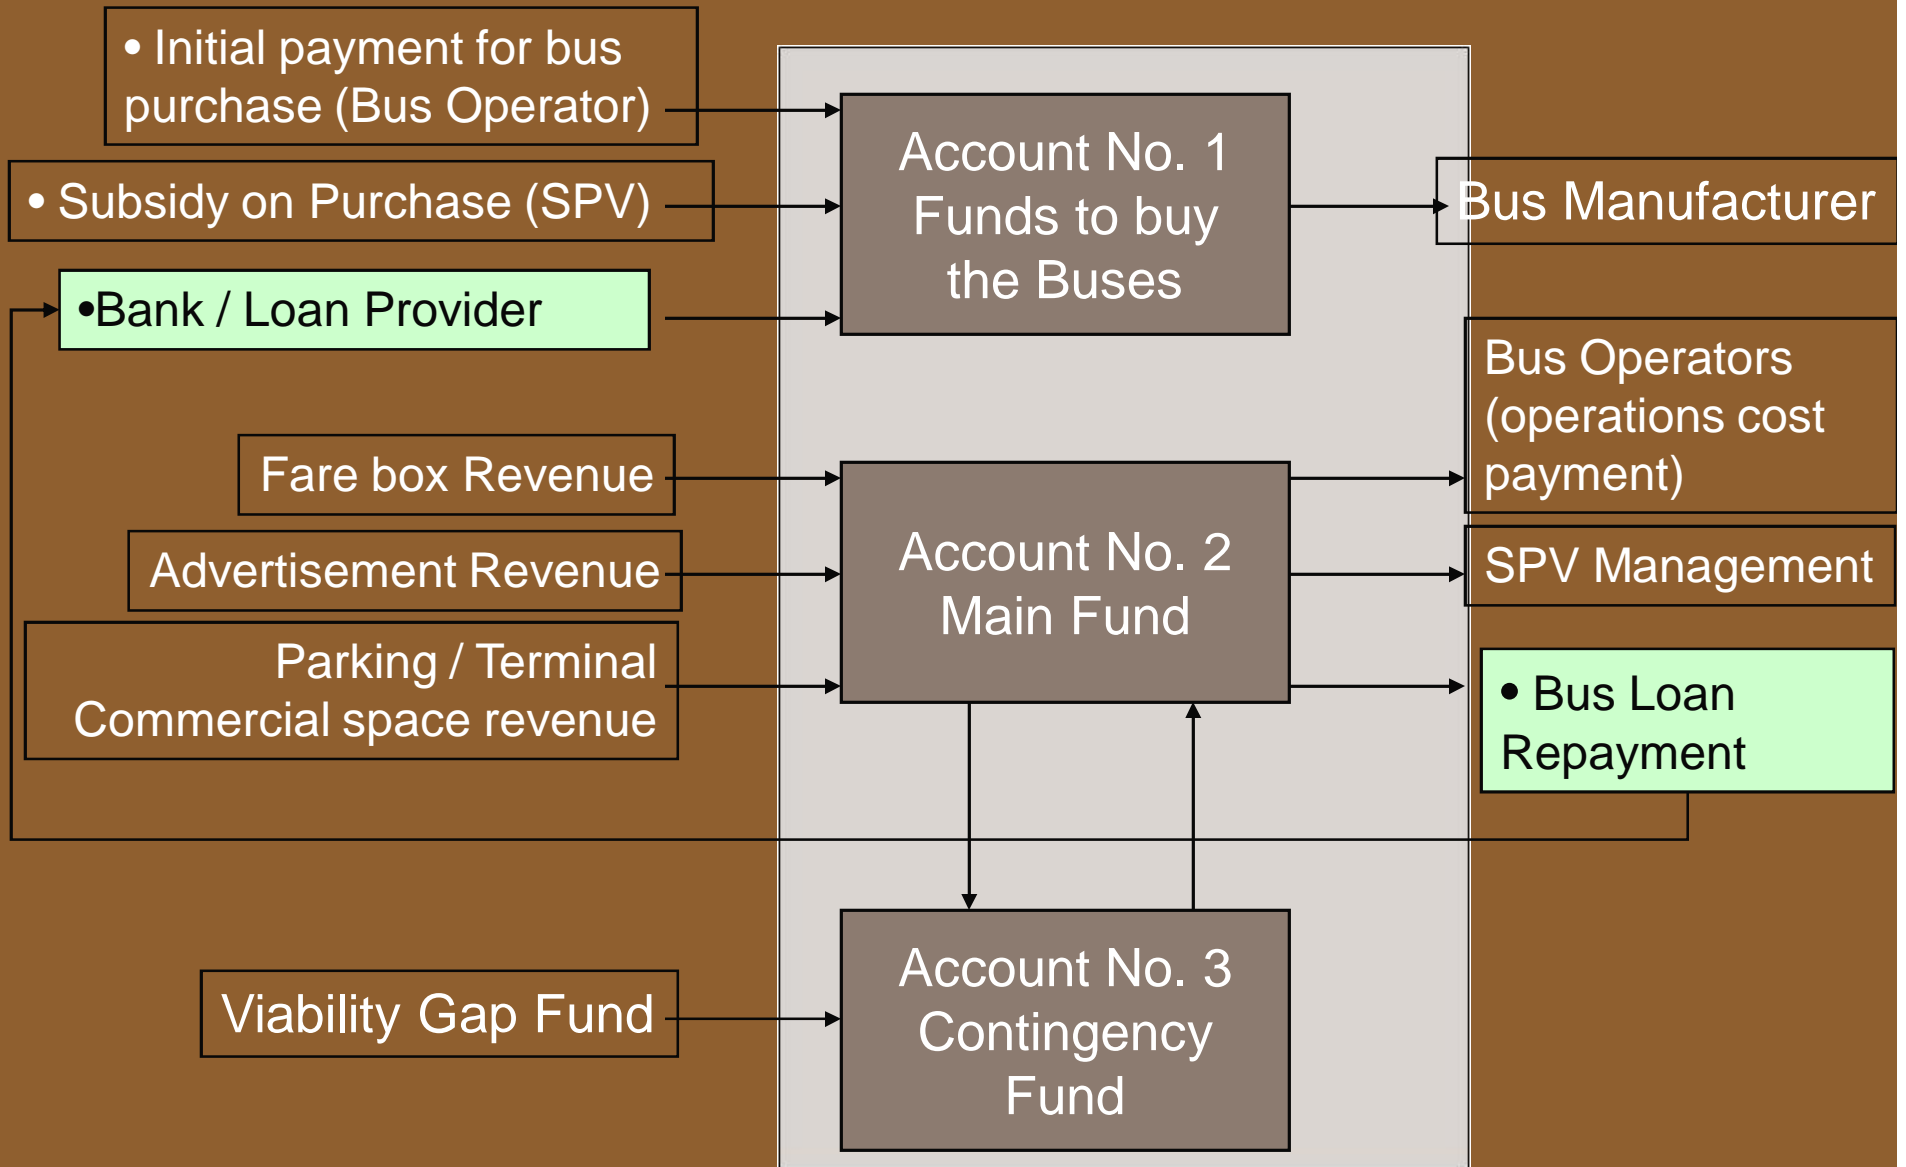 • Initial payment for bus
purchase (Bus Operator)
• Subsidy on Purchase (SPV)
•Bank / Loan Provider
Account No. 1
Funds to buy
the Buses
Bus Manufacturer
Bus Operators
(operations cost
payment)
Fare box Revenue
Advertisement Revenue
Parking / Terminal
Commercial space revenue
Account No. 2
Main Fund
SPV Management
• Bus Loan
Repayment
Viability Gap Fund
Account No. 3
Contingency
Fund